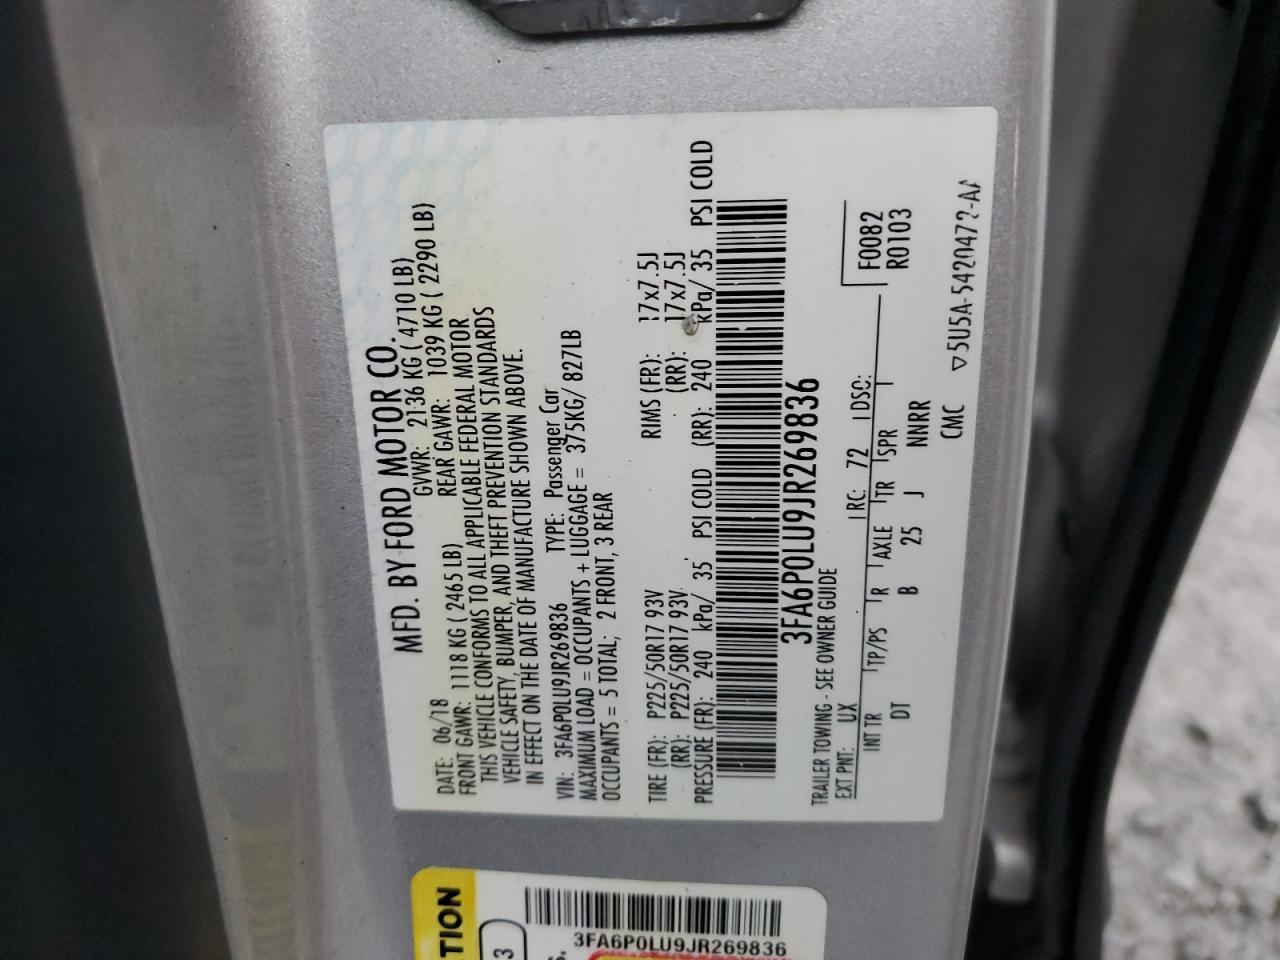 MFD. BY FORD MOTOR CO.
DATE: 06/18 GVWR: 2136 KG ( 4710 LB)
FRONT GAWR: 1118 KG ( 2465 LB) REAR GAWR: 1039 KG ( 2290 LB)
THIS VEHICLE CONFORMS TO ALL APPLICABLE FEDERAL MOTOR
VEHICLE SAFETY, BUMPER, AND THEFT PREVENTION STANDARDS
IN EFFECT ON THE DATE OF MANUFACTURE SHOWN ABOVE.
VIN: 3FA6P0LU9JR269836 TYPE: Passenger Car
MAXIMUM LOAD = OCCUPANTS + LUGGAGE = 375KG/ 827LB
OCCUPANTS = 5 TOTAL; 2 FRONT, 3 REAR
TIRE (FR): P225/50R17 93V RIMS (FR): 17x7.5J
(RR): P225/50R17 93V (RR): 17x7.5J
PRESSURE (FR): 240 kPa/ 35 PSI COLD (RR): 240 kPa/ 35 PSI COLD
3FA6P0LU9JR269836
TRAILER TOWING - SEE OWNER GUIDE
EXT PNT: UX RC: 72 DSO:
INT TR TP/PS R AXLE TR SPR
DT B 25 J NNRR
F0082
R0103
CMC
▽5U5A-5420472-AA
TION
3
3FA6P0LU9JR269836